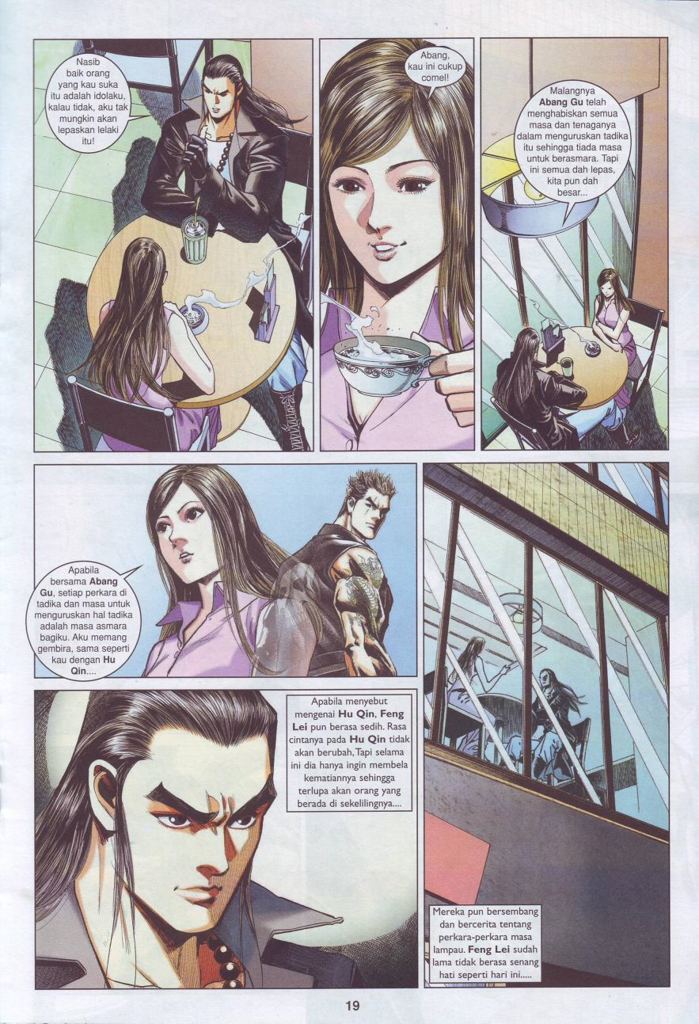 Nasib
baik orang
yang kau suka
itu adalah idolaku,
kalau tidak, aku tak
mungkin akan
lepaskan lelaki
itu!
Abang,
kau ini cukup
comel!
Malangnya
Abang Gu telah
menghabiskan semua
masa dan tenaganya
dalam menguruskan tadika
itu sehingga tiada masa
untuk berasmara. Tapi
ini semua dah lepas,
kita pun dah
besar...
Apabila
bersama Abang
Gu, setiap perkara di
tadika dan masa untuk
menguruskan hal tadika
adalah masa asmara
bagiku. Aku memang
gembira, sama seperti
kau dengan Hu
Qin....
Apabila menyebut
mengenai Hu Qin, Feng
Lei pun berasa sedih. Rasa
cintanya pada Hu Qin tidak
akan berubah, Tapi selama
ini dia hanya ingin membela
kematiannya sehingga
terlupa akan orang yang
berada di sekelilingnya....
Mereka pun bersembang
dan bercerita tentang
perkara-perkara masa
lampau. Feng Lei sudah
lama tidak berasa senang
hati seperti hari ini.....
19